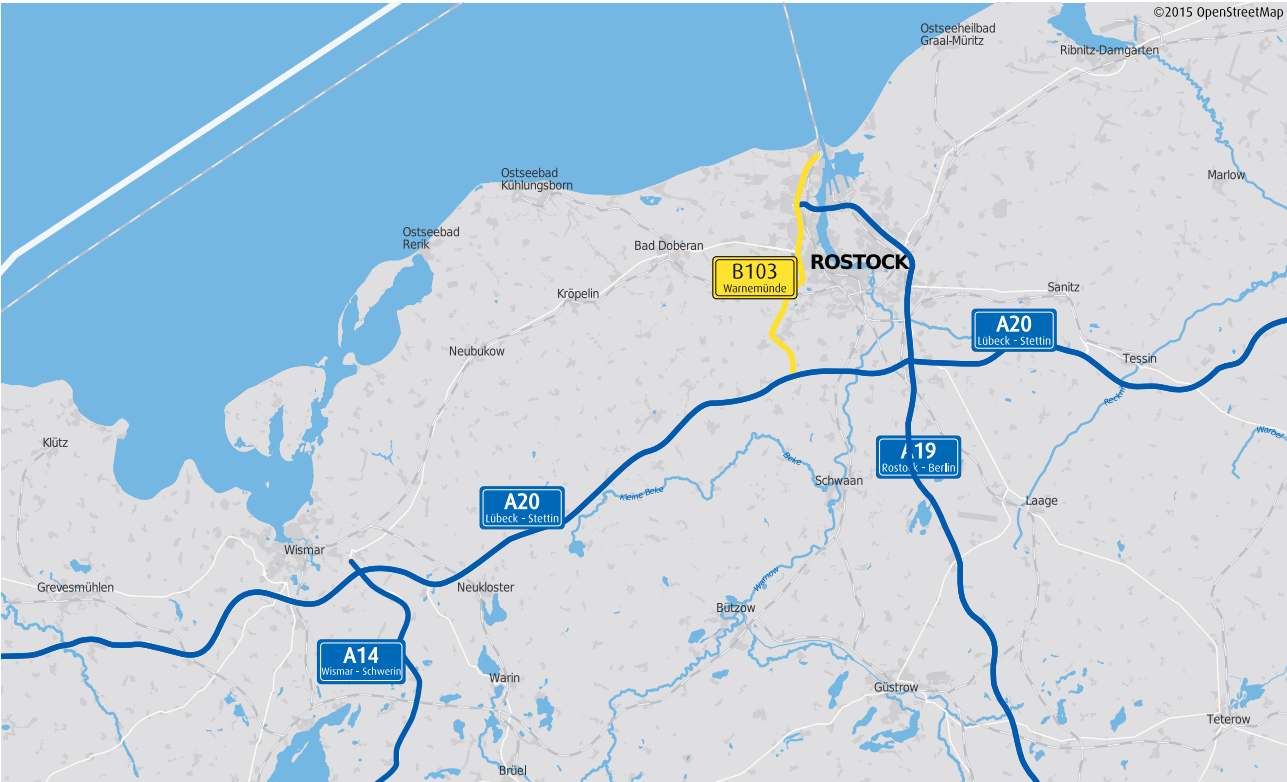 ©2015 OpenStreetMap
Ostseeheilbad
Graal-Müritz
Ribnitz-Damgarten
Ostseebad
Kühlungsborn
Marlow
Ostseebad
Rerik
Bad Doberan
ROSTOCK
B103
Warnemünde
Kröpelin
Sanitz
A20
Lübeck - Stettin
Neubukow
Tessin
Klütz
A19
Rostock - Berlin
Beke
Schwaan
Kleine Beke
A20
Lübeck - Stettin
Laage
Wismar
Grevesmühlen
Neukloster
Warnow
Bützow
A14
Wismar - Schwerin
Warin
Güstrow
Teterow
Brüel